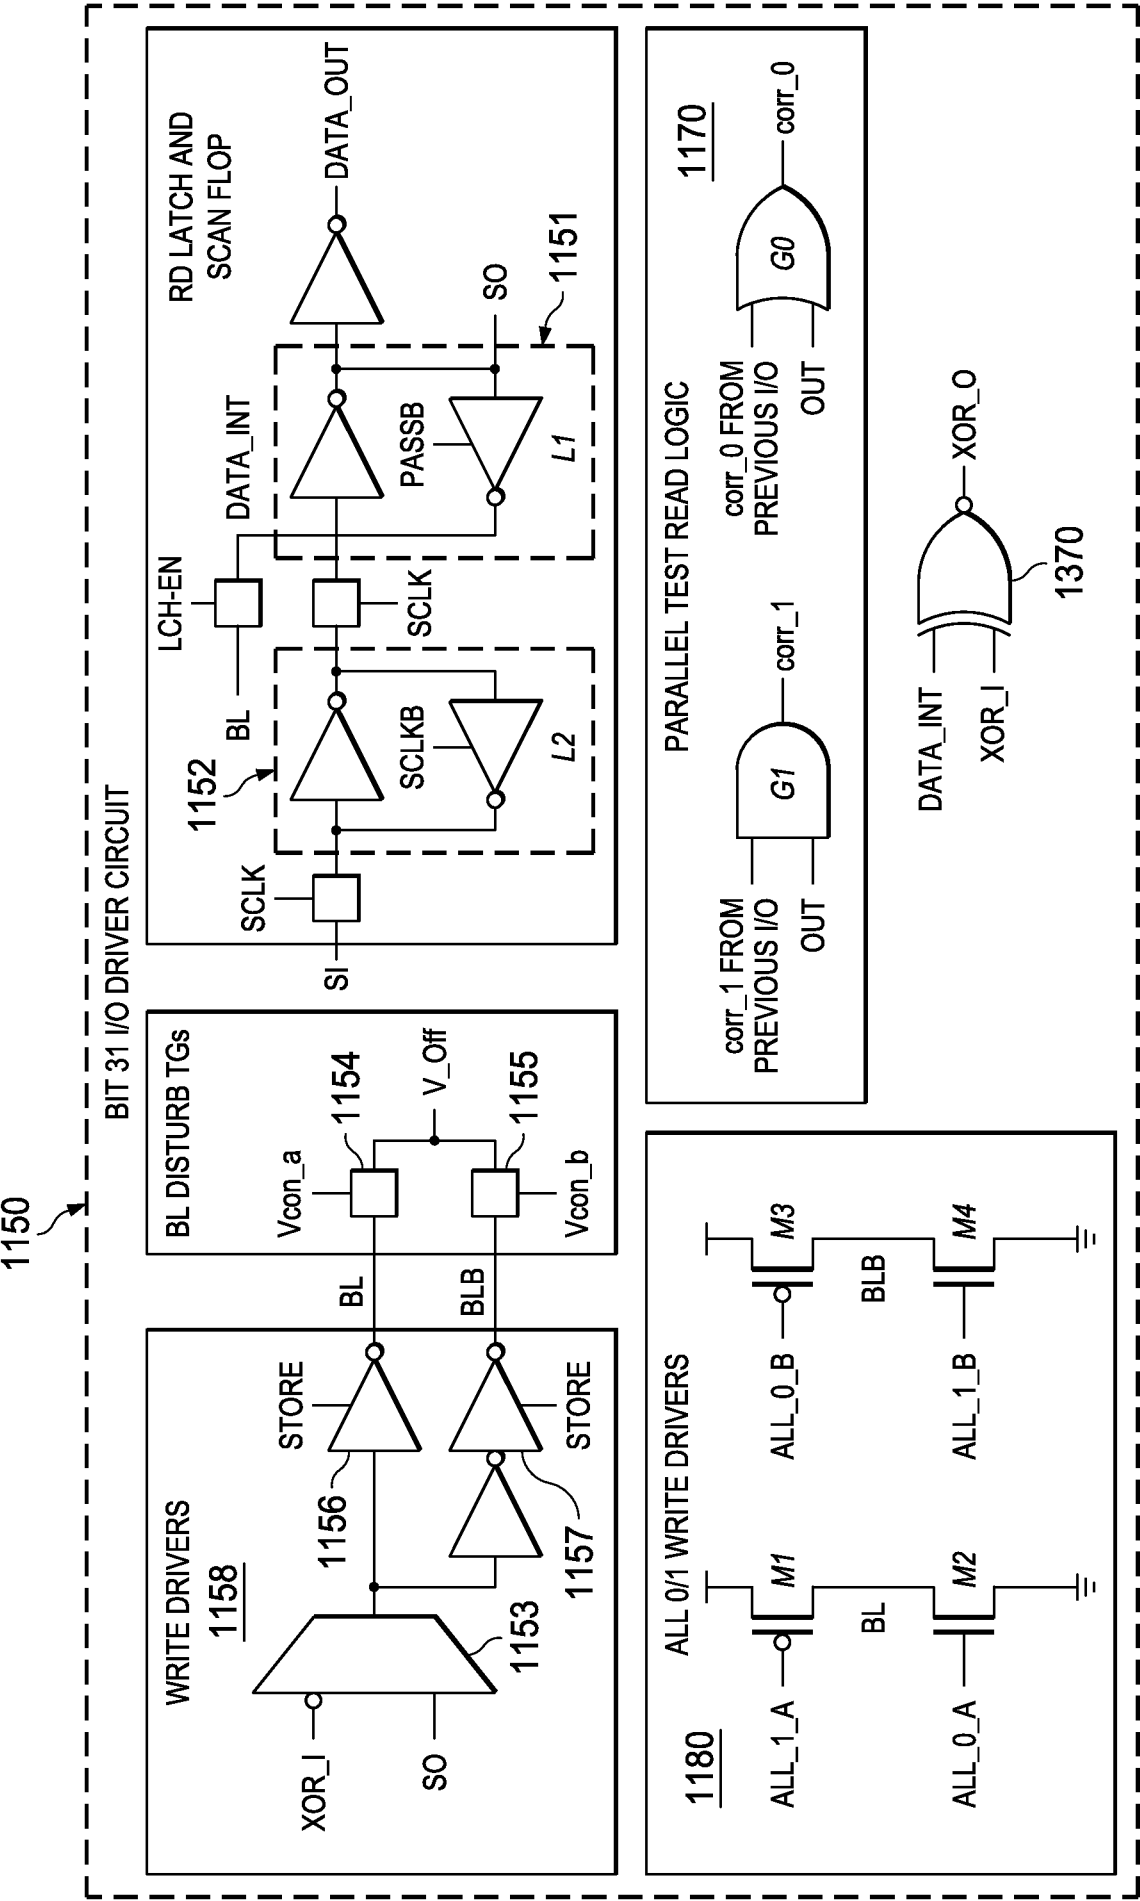 1150
BIT 31 I/O DRIVER CIRCUIT
WRITE DRIVERS
1158
XOR_I
SO
1153
STORE
1156
STORE
1157
BL
BLB
BL DISTURB TGs
Vcon_a
1154
V_Off
1155
Vcon_b
RD LATCH AND
SCAN FLOP
SI
SCLK
1152
SCLKB
L2
BL
LCH-EN
SCLK
DATA_INT
PASSB
L1
1151
SO
DATA_OUT
ALL 0/1 WRITE DRIVERS
1180
ALL_1_A
M1
BL
ALL_0_A
M2
ALL_0_B
M3
BLB
ALL_1_B
M4
PARALLEL TEST READ LOGIC
1170
corr_1 FROM
PREVIOUS I/O
OUT
G1
corr_1
corr_0 FROM
PREVIOUS I/O
OUT
G0
corr_0
DATA_INT
XOR_I
XOR_O
1370